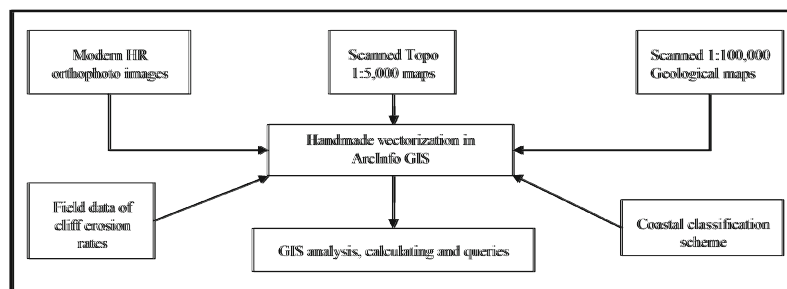 Modern HR
orthophoto images
Scanned Topo
1:5,000 maps
Scanned 1:100,000
Geological maps
Handmade vectorization in
ArcInfo GIS
Field data of
cliff erosion
rates
Coastal classification
scheme
GIS analysis, calculating and queries